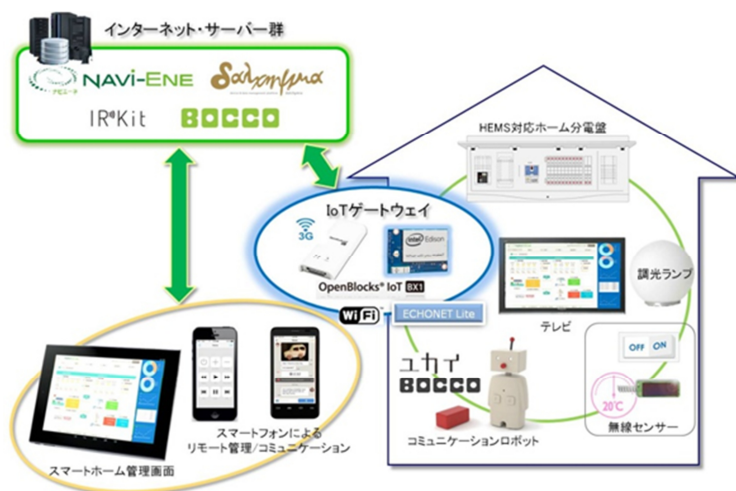 インターネット・サーバー群
NAVi-ENE
ナビエーネ
IRKit
BOCCO
HEMS対応ホーム分電盤
IoTゲートウェイ
3G
intel Edison
OpenBlocks® IoT BX1
WiFi
ECHONET Lite
調光ランプ
テレビ
OFF ON
ユカイ
BOCCO
20℃
無線センサー
コミュニケーションロボット
スマートフォンによる
リモート管理/コミュニケーション
スマートホーム管理画面